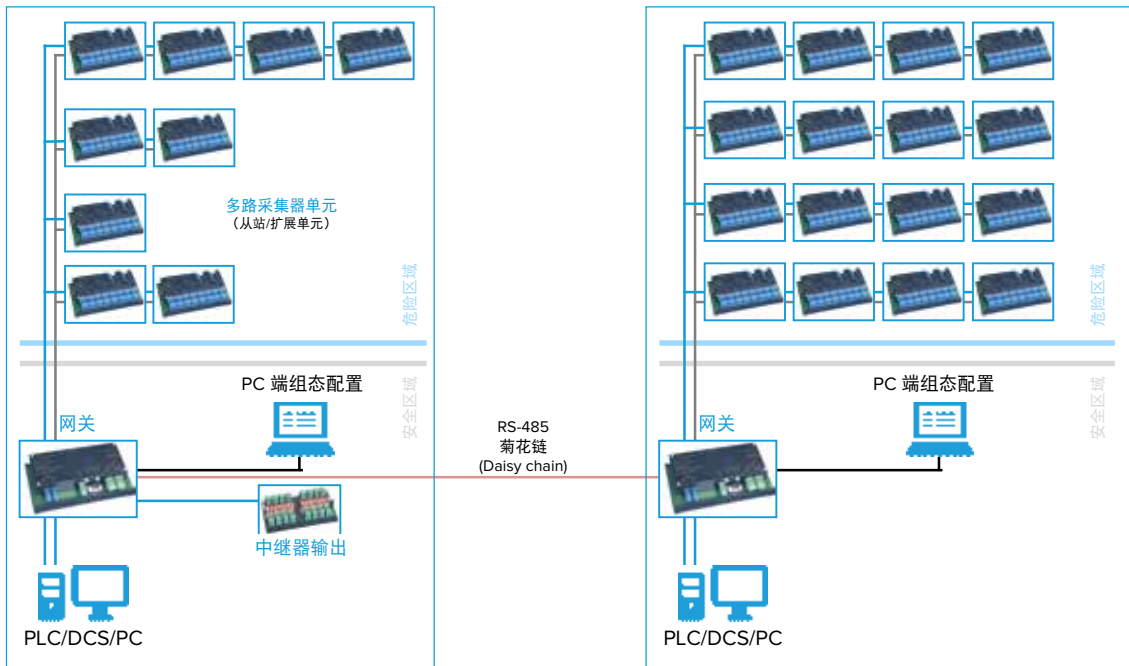 多路采集器单元
（从站/扩展单元）
危险区域
安全区域
PC 端组态配置
网关
中继器输出
PLC/DCS/PC
RS-485
菊花链
(Daisy chain)
危险区域
安全区域
PC 端组态配置
网关
PLC/DCS/PC